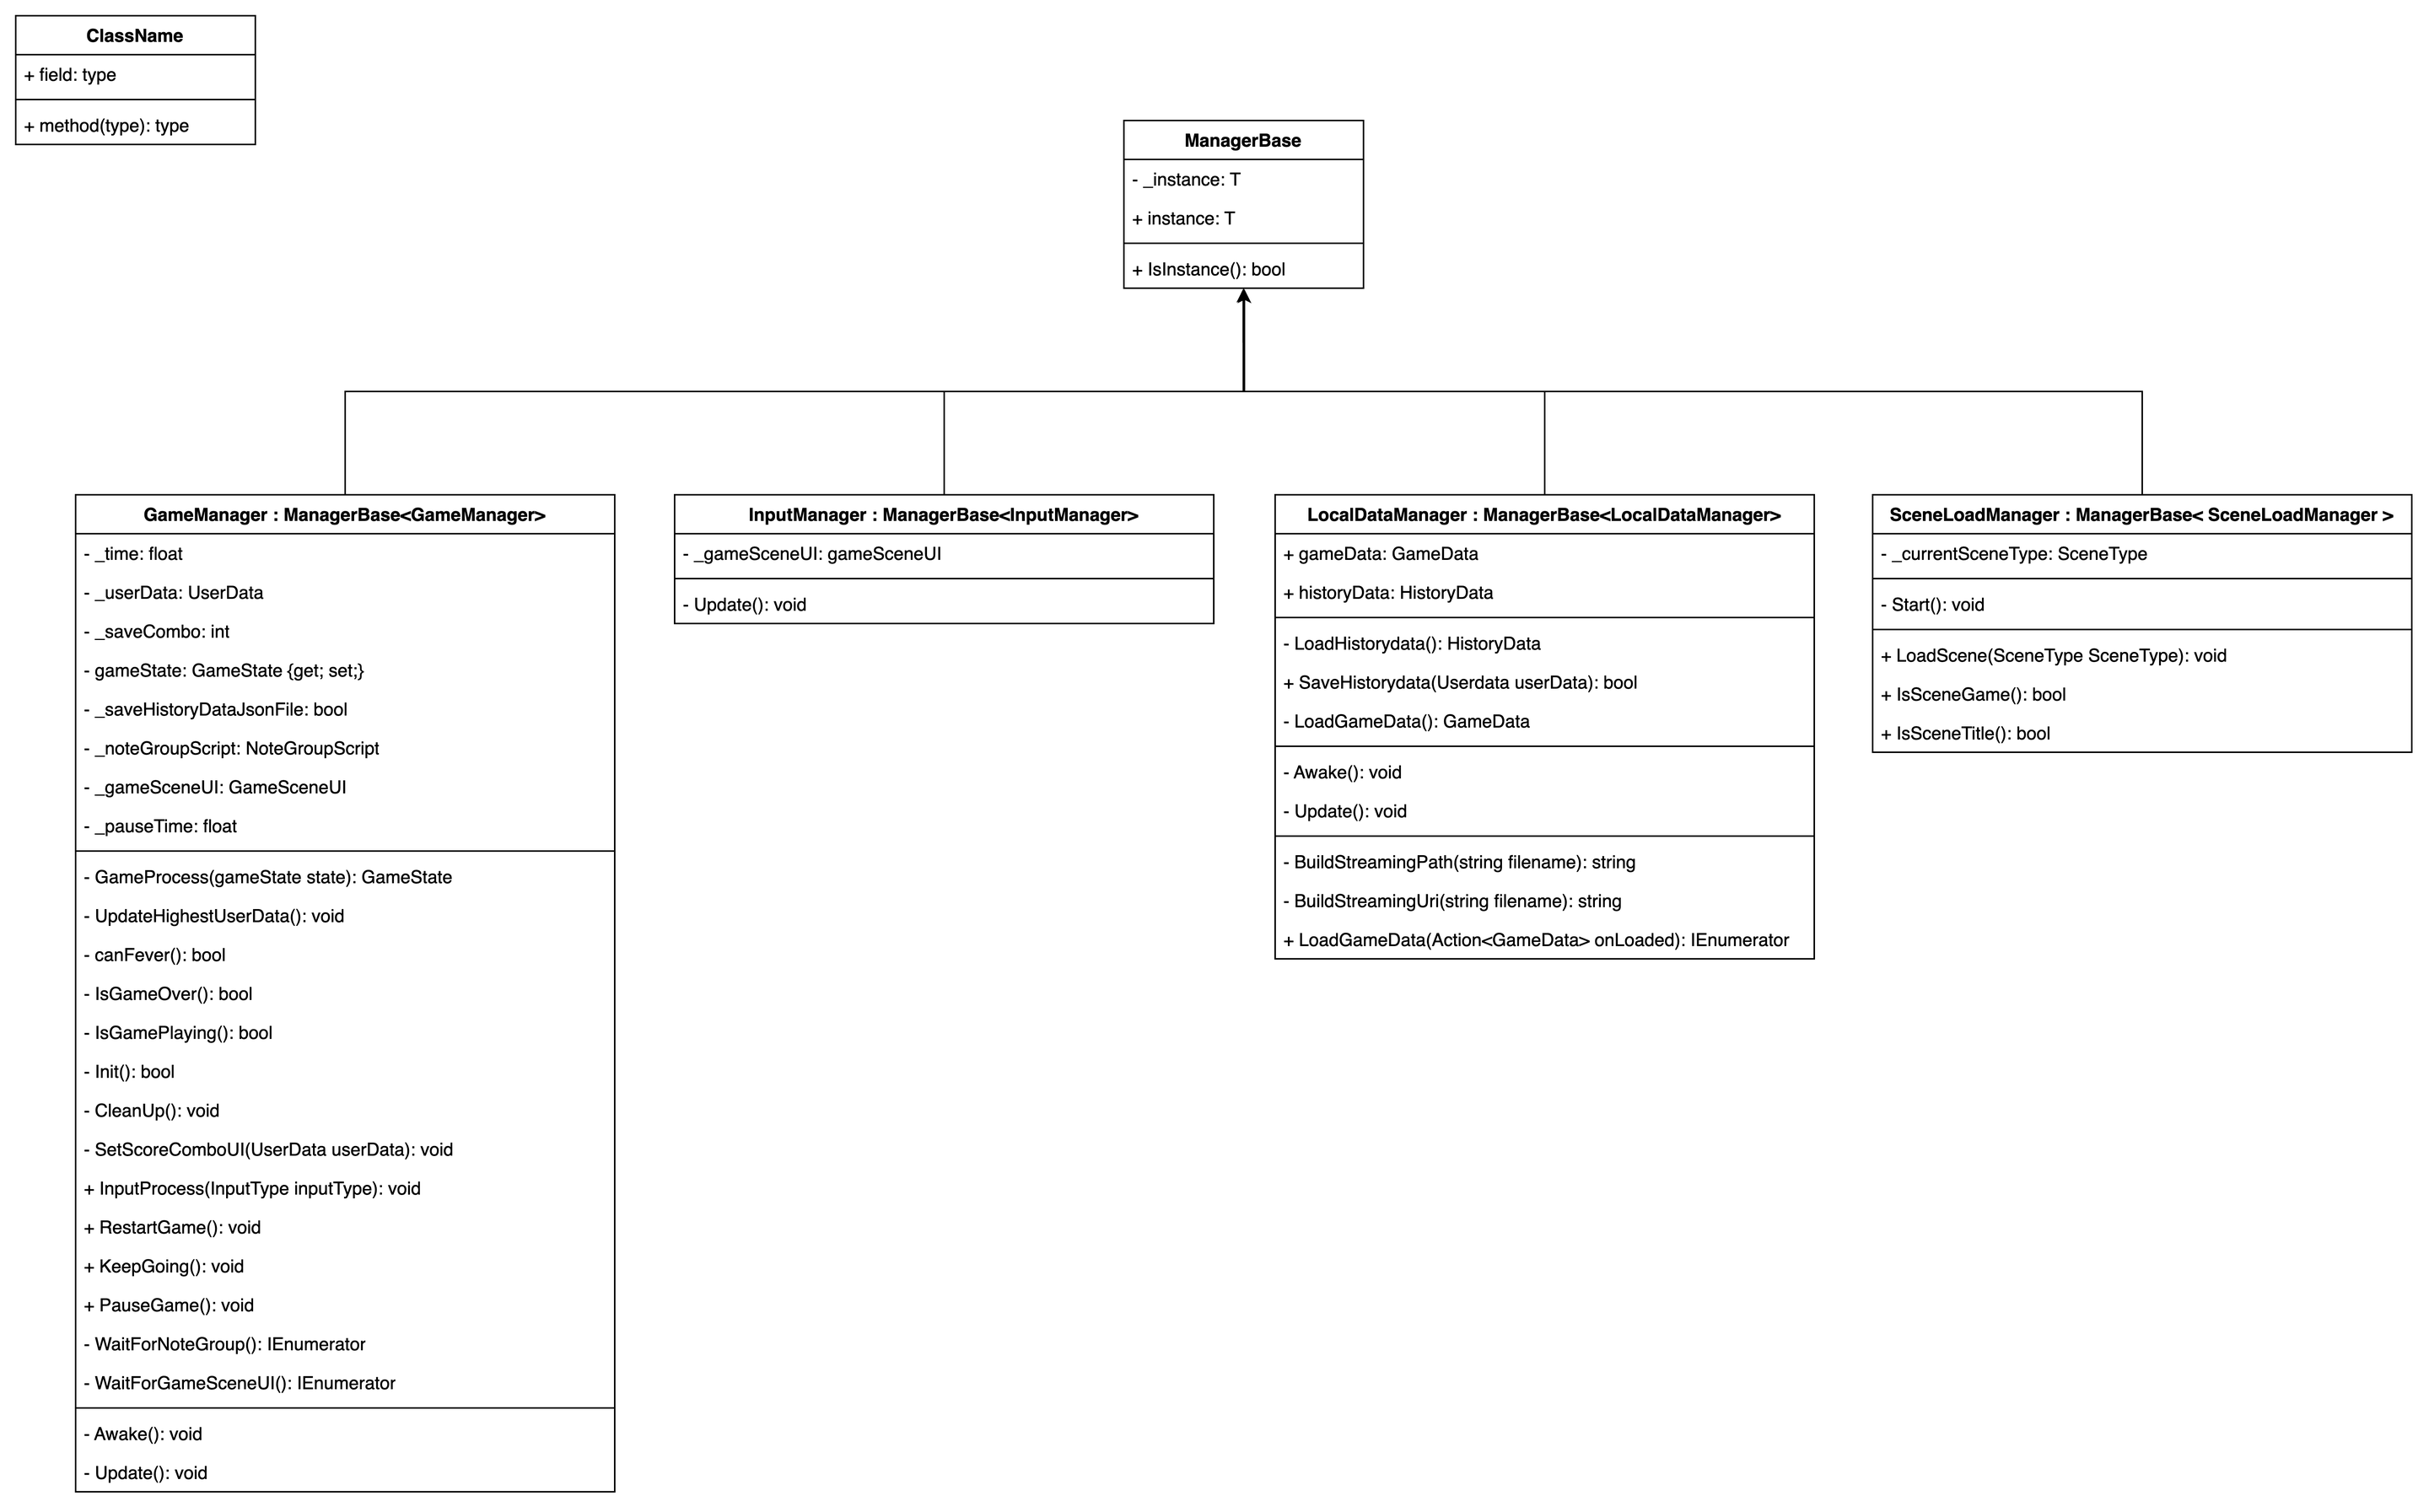 ClassName
+ field: type
+ method(type): type
ManagerBase
- _instance: T
+ instance: T
+ IsInstance(): bool
GameManager : ManagerBase<GameManager>
- _time: float
- _userData: UserData
- _saveCombo: int
- gameState: GameState {get; set;}
- _saveHistoryDataJsonFile: bool
- _noteGroupScript: NoteGroupScript
- _gameSceneUI: GameSceneUI
- _pauseTime: float
- GameProcess(gameState state): GameState
- UpdateHighestUserData(): void
- canFever(): bool
- IsGameOver(): bool
- IsGamePlaying(): bool
- Init(): bool
- CleanUp(): void
- SetScoreComboUI(UserData userData): void
+ InputProcess(InputType inputType): void
+ RestartGame(): void
+ KeepGoing(): void
+ PauseGame(): void
- WaitForNoteGroup(): IEnumerator
- WaitForGameSceneUI(): IEnumerator
- Awake(): void
- Update(): void
InputManager : ManagerBase<InputManager>
- _gameSceneUI: gameSceneUI
- Update(): void
LocalDataManager : ManagerBase<LocalDataManager>
+ gameData: GameData
+ historyData: HistoryData
- LoadHistorydata(): HistoryData
+ SaveHistorydata(Userdata userData): bool
- LoadGameData(): GameData
- Awake(): void
- Update(): void
- BuildStreamingPath(string filename): string
- BuildStreamingUri(string filename): string
+ LoadGameData(Action<GameData> onLoaded): IEnumerator
SceneLoadManager : ManagerBase< SceneLoadManager >
- _currentSceneType: SceneType
- Start(): void
+ LoadScene(SceneType SceneType): void
+ IsSceneGame(): bool
+ IsSceneTitle(): bool